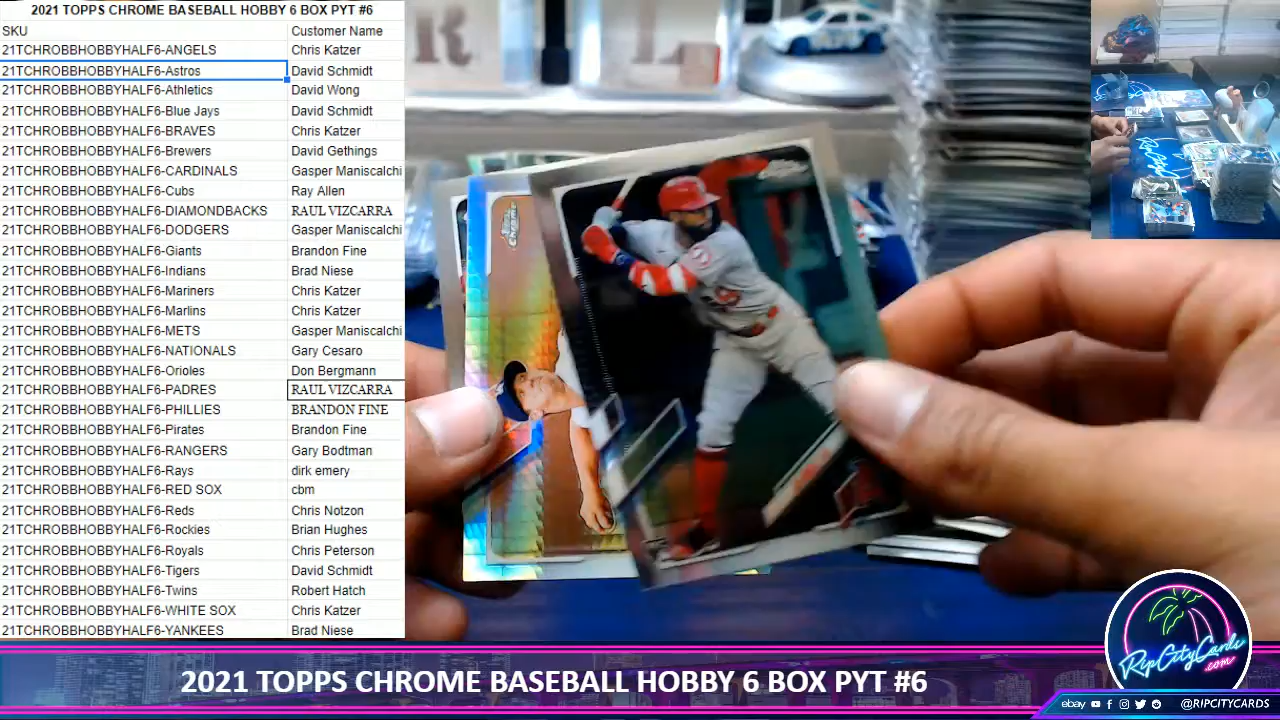 2021 TOPPS CHROME BASEBALL HOBBY 6 BOX PYT #6
SKU Customer Name
21TCHROBBHOBBYHALF6-ANGELS Chris Katzer
21TCHROBBHOBBYHALF6-Astros David Schmidt
21TCHROBBHOBBYHALF6-Athletics David Wong
21TCHROBBHOBBYHALF6-Blue Jays David Schmidt
21TCHROBBHOBBYHALF6-BRAVES Chris Katzer
21TCHROBBHOBBYHALF6-Brewers David Gethings
21TCHROBBHOBBYHALF6-CARDINALS Gasper Maniscalchi
21TCHROBBHOBBYHALF6-Cubs Ray Allen
21TCHROBBHOBBYHALF6-DIAMONDBACKS RAUL VIZCARRA
21TCHROBBHOBBYHALF6-DODGERS Gasper Maniscalchi
21TCHROBBHOBBYHALF6-Giants Brandon Fine
21TCHROBBHOBBYHALF6-Indians Brad Niese
21TCHROBBHOBBYHALF6-Mariners Chris Katzer
21TCHROBBHOBBYHALF6-Marlins Chris Katzer
21TCHROBBHOBBYHALF6-METS Gasper Maniscalchi
21TCHROBBHOBBYHALF6-NATIONALS Gary Cesaro
21TCHROBBHOBBYHALF6-Orioles Don Bergmann
21TCHROBBHOBBYHALF6-PADRES RAUL VIZCARRA
21TCHROBBHOBBYHALF6-PHILLIES BRANDON FINE
21TCHROBBHOBBYHALF6-Pirates Brandon Fine
21TCHROBBHOBBYHALF6-RANGERS Gary Bodtman
21TCHROBBHOBBYHALF6-Rays dirk emery
21TCHROBBHOBBYHALF6-RED SOX cbm
21TCHROBBHOBBYHALF6-Reds Chris Notzon
21TCHROBBHOBBYHALF6-Rockies Brian Hughes
21TCHROBBHOBBYHALF6-Royals Chris Peterson
21TCHROBBHOBBYHALF6-Tigers David Schmidt
21TCHROBBHOBBYHALF6-Twins Robert Hatch
21TCHROBBHOBBYHALF6-WHITE SOX Chris Katzer
21TCHROBBHOBBYHALF6-YANKEES Brad Niese
Chrome
RipCityCards
.com
2021 TOPPS CHROME BASEBALL HOBBY 6 BOX PYT #6
ebay @RIPCITYCARDS